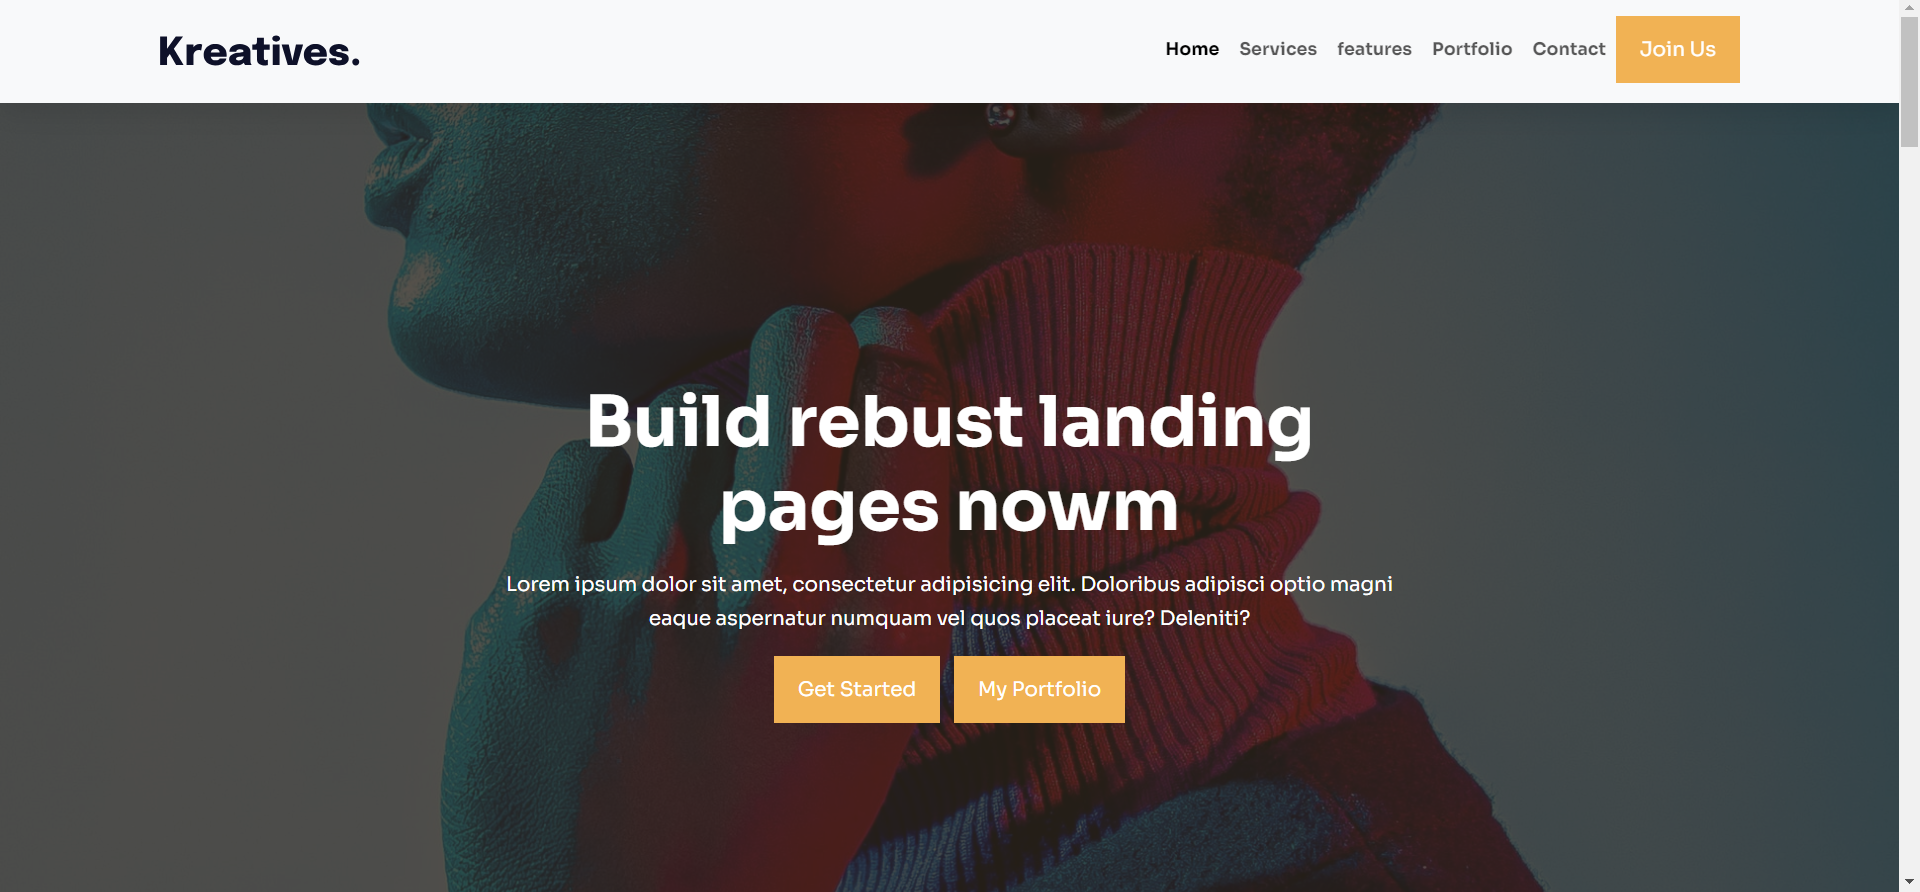 Kreatives.
Home Services features Portfolio Contact Join Us
Build rebust landing
pages nowm
Lorem ipsum dolor sit amet, consectetur adipisicing elit. Doloribus adipisci optio magni
eaque aspernatur numquam vel quos placeat iure? Deleniti?
Get Started My Portfolio